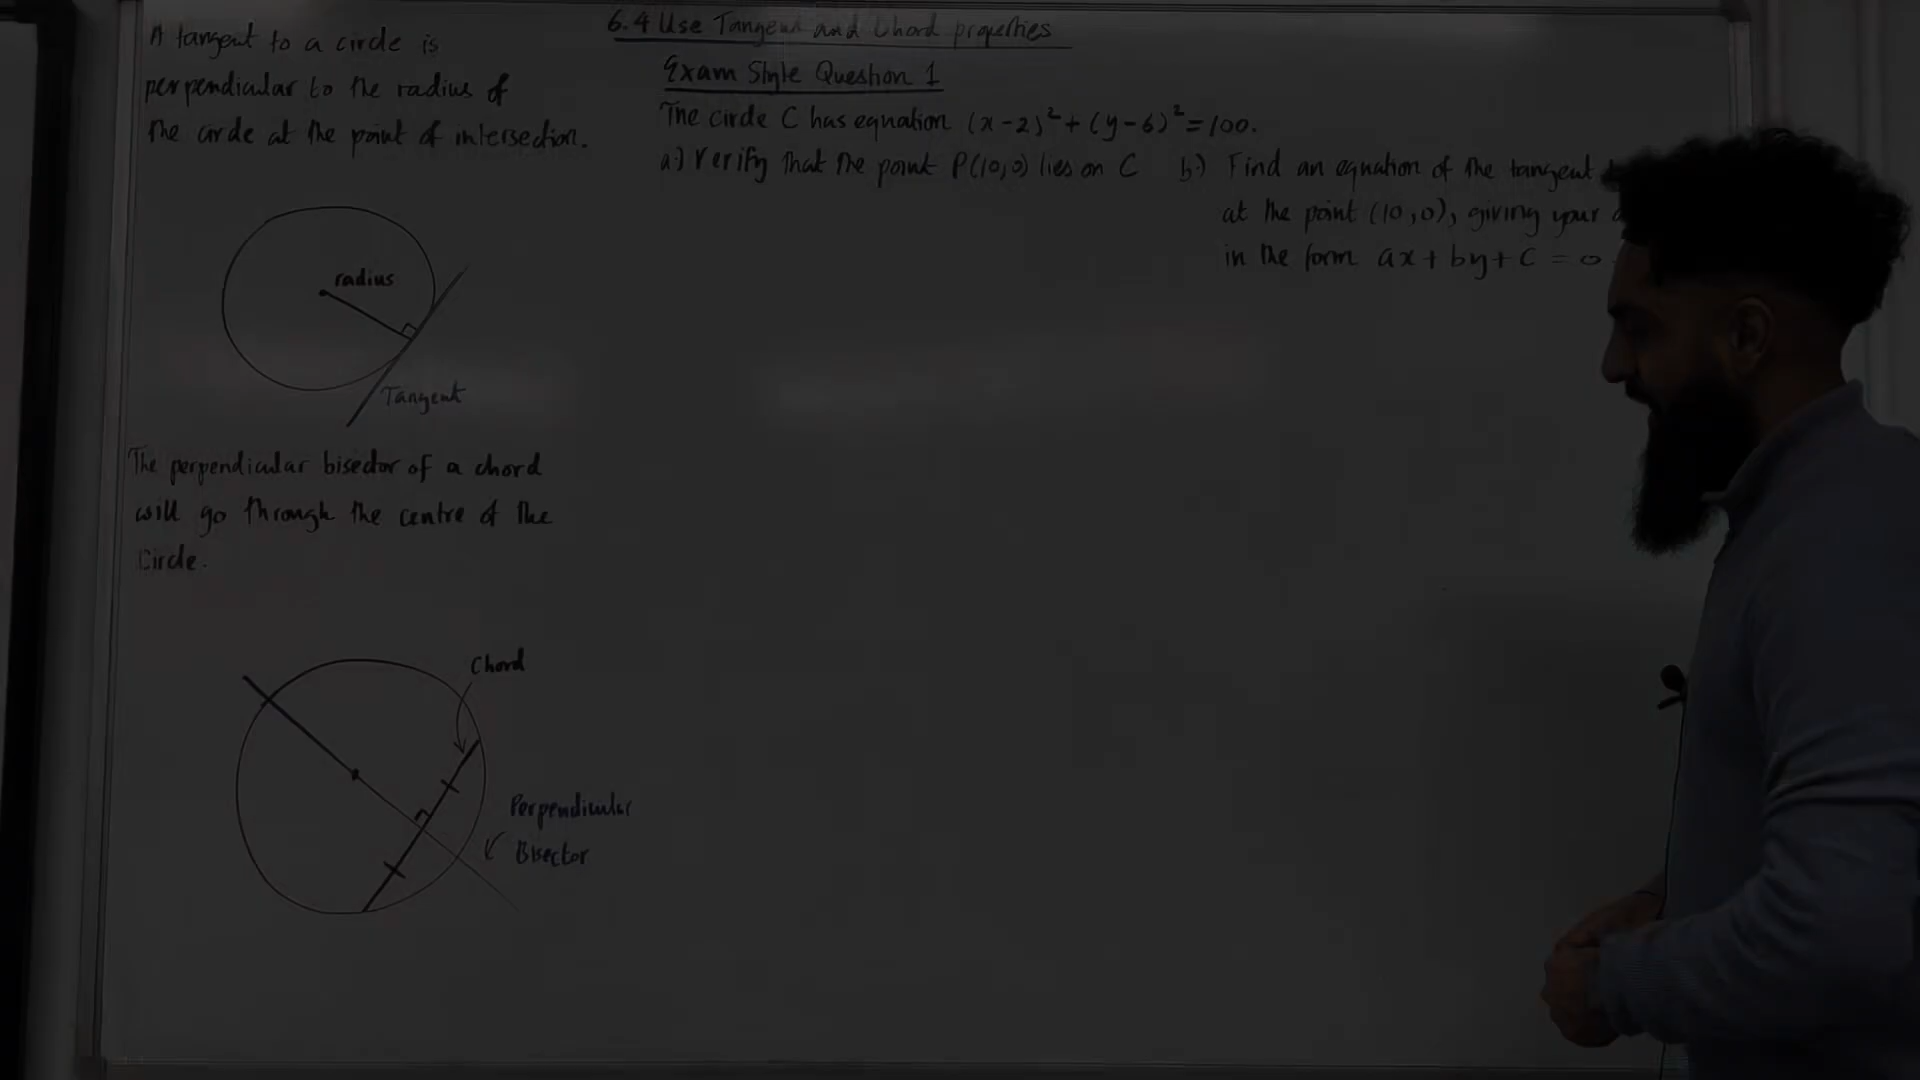 A tangent to a circle is
perpendicular to the radius of
the circle at the point of intersection.
radius
Tangent
The perpendicular bisector of a chord
will go through the centre of the
Circle.
Chord
Perpendicular
Bisector
6.4 Use Tangent and Chord properties
Exam Style Question 1
The circle C has equation (x-2)²+(y-6)²=100.
a.) Verify that the point P(10,0) lies on C
b.) Find an equation of the tangent
at the point (10,0), giving your
in the form ax+by+c=0